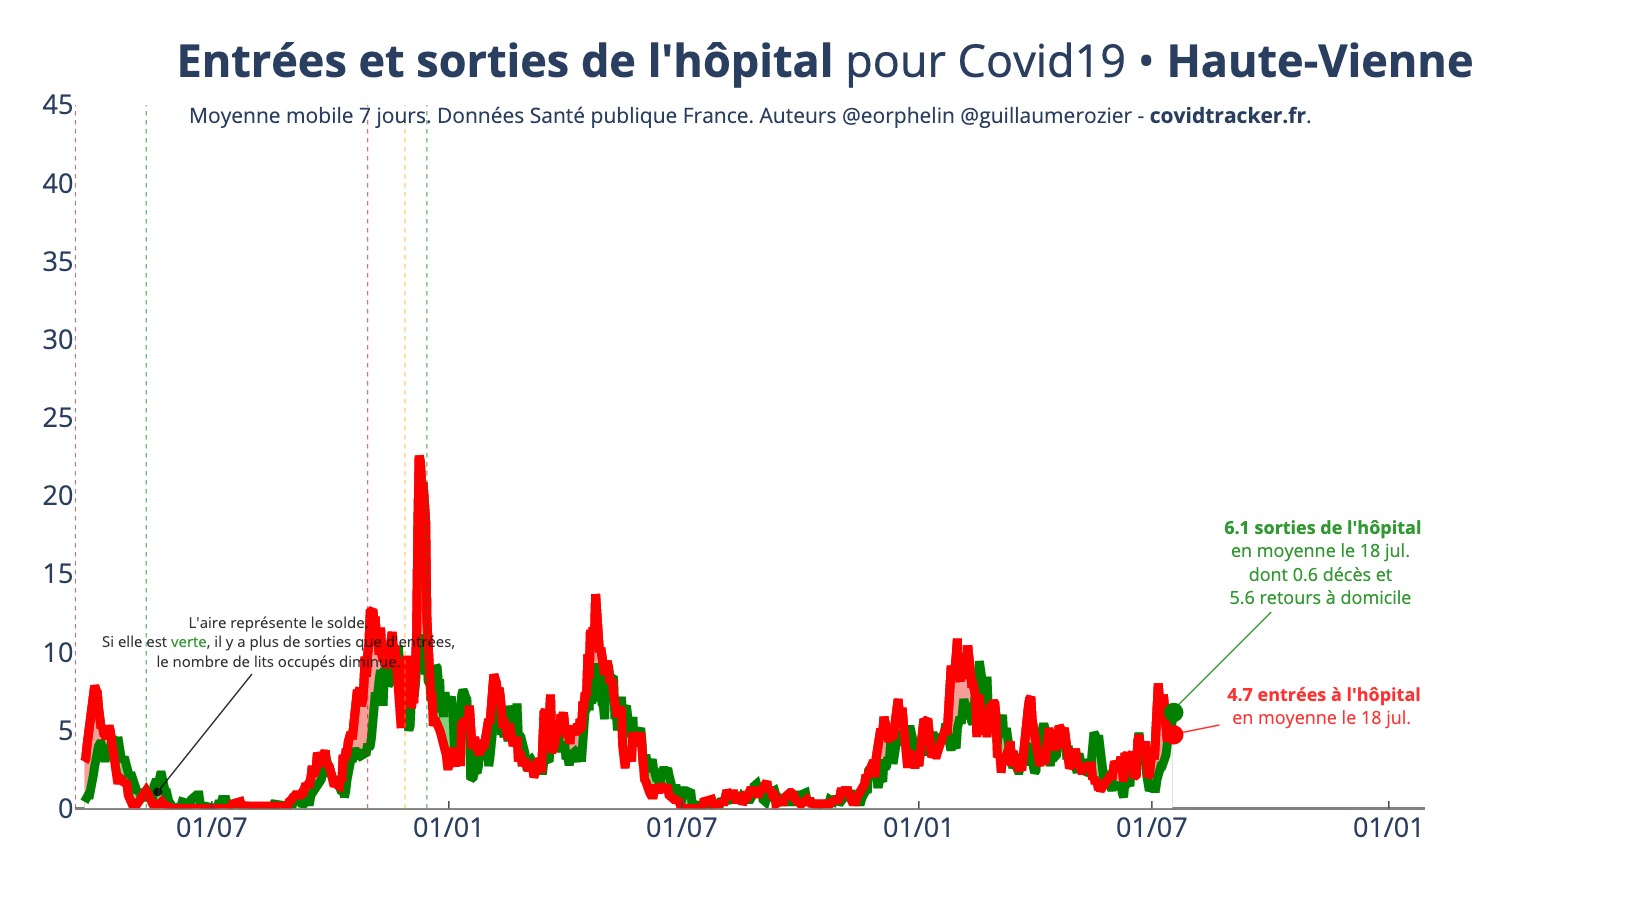 Entrées et sorties de l'hôpital pour Covid19 • Haute-Vienne
Moyenne mobile 7 jours. Données Santé publique France. Auteurs @eorphelin @guillaumerozier - covidtracker.fr.
45
40
35
30
25
20
15
10
5
0
L'aire représente le solde.
Si elle est verte, il y a plus de sorties que d'entrées,
le nombre de lits occupés diminue.
6.1 sorties de l'hôpital
en moyenne le 18 jul.
dont 0.6 décès et
5.6 retours à domicile
4.7 entrées à l'hôpital
en moyenne le 18 jul.
01/07 01/01 01/07 01/01 01/07 01/01